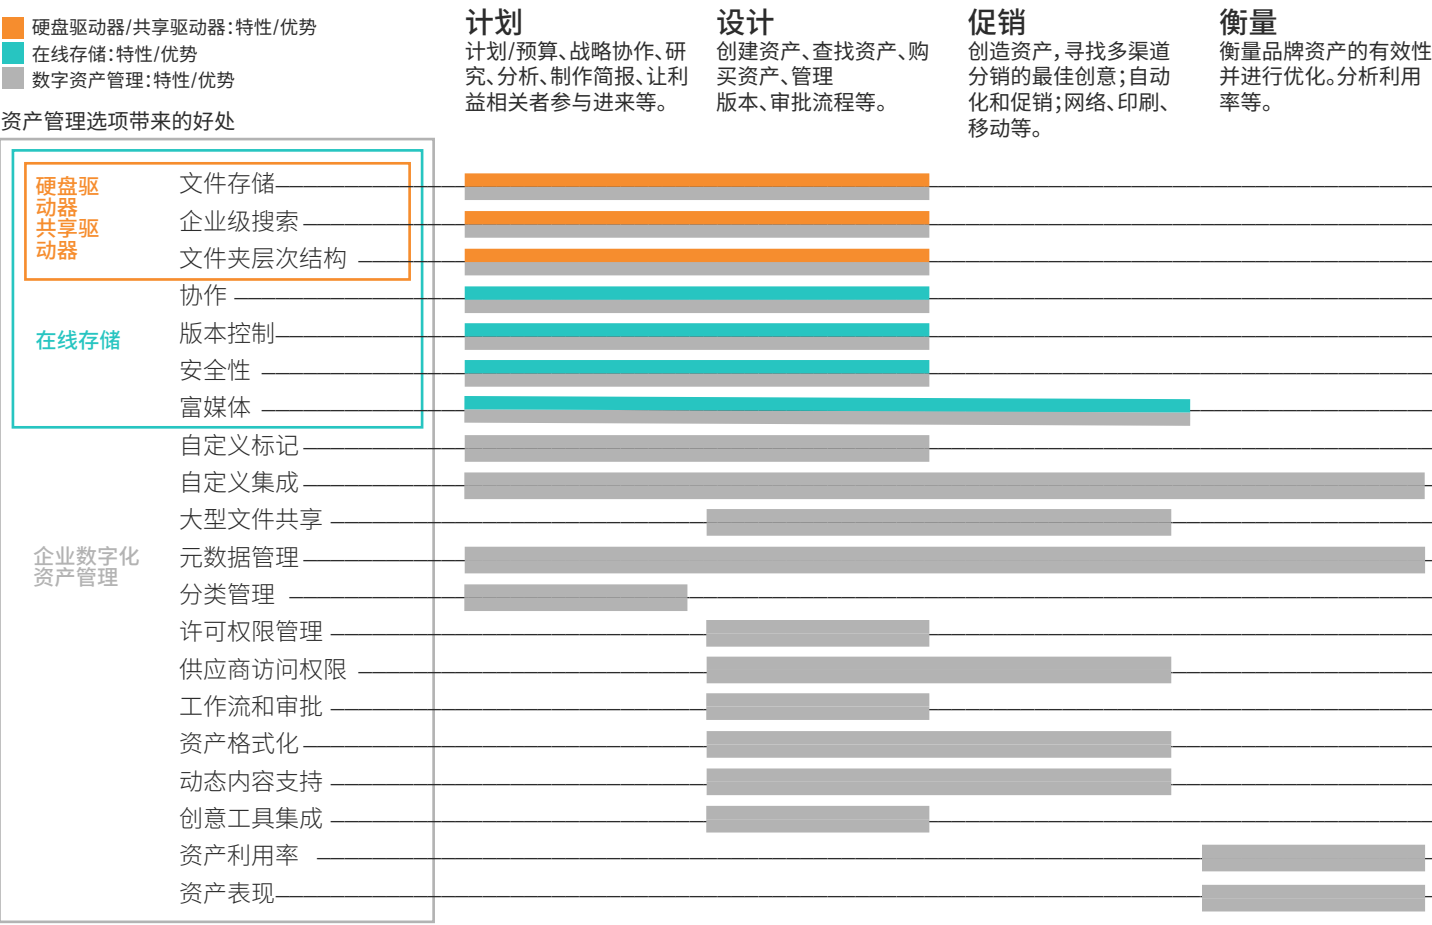 硬盘驱动器/共享驱动器：特性/优势
在线存储：特性/优势
数字资产管理：特性/优势
资产管理选项带来的好处
计划
计划/预算、战略协作、研
究、分析、制作简报、让利
益相关者参与进来等。
设计
创建资产、查找资产、购
买资产、管理
版本、审批流程等。
促销
创造资产，寻找多渠道
分销的最佳创意；自动
化和促销；网络、印刷、
移动等。
衡量
衡量品牌资产的有效性
并进行优化。分析利用
率等。
硬盘驱
动器
共享驱
动器
文件存储
企业级搜索
文件夹层次结构
在线存储
协作
版本控制
安全性
富媒体
企业数字化
资产管理
自定义标记
自定义集成
大型文件共享
元数据管理
分类管理
许可权限管理
供应商访问权限
工作流和审批
资产格式化
动态内容支持
创意工具集成
资产利用率
资产表现